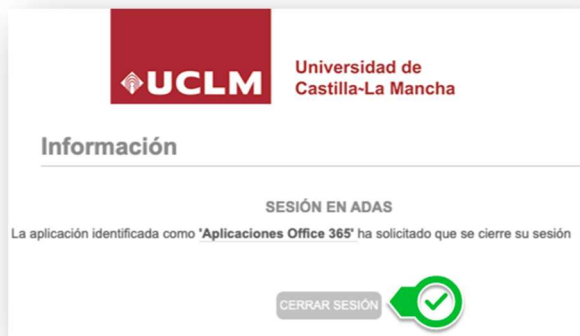 UCLM
Universidad de
Castilla~La Mancha
Información
SESIÓN EN ADAS
La aplicación identificada como 'Aplicaciones Office 365' ha solicitado que se cierre su sesión
CERRAR SESIÓN